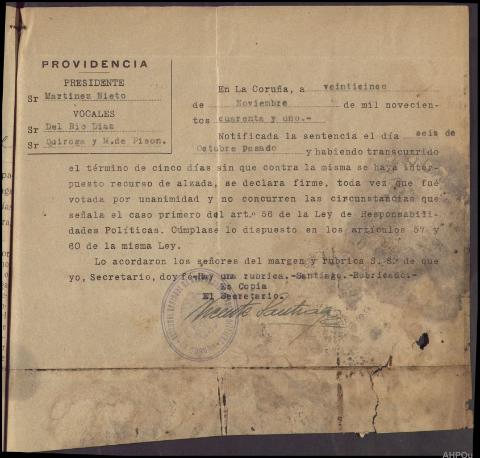 PROVIDENCIA
PRESIDENTE
Sr Martinez Nieto
VOCALES
Sr Del Rio Diaz
Sr Quiroga y M.de Pison.
En La Coruña, a veinticinco
de Noviembre de mil novecien-
tos cuarenta y uno.-
Notificada la sentencia el día seis de
Octubre Pasado y habiendo transcurrido
el término de cinco días sin que contra la misma se haya inter-
puesto recurso de alzada, se declara firme, toda vez que fué
votada por unanimidad y no concurren las circunstancias que
señala el caso primero del art.º 56 de la Ley de Responsabili-
dades Políticas. Cúmplase lo dispuesto en los artículos 57 y
60 de la misma Ley.
Lo acordaron los señores del margen y rubrica S. Sª de que
yo, Secretario, doy fé.-Hay una rubrica.-Santiago.-Rubricado.-
Es Copia
El Secretario.
Vicente Santiago
AHPOu